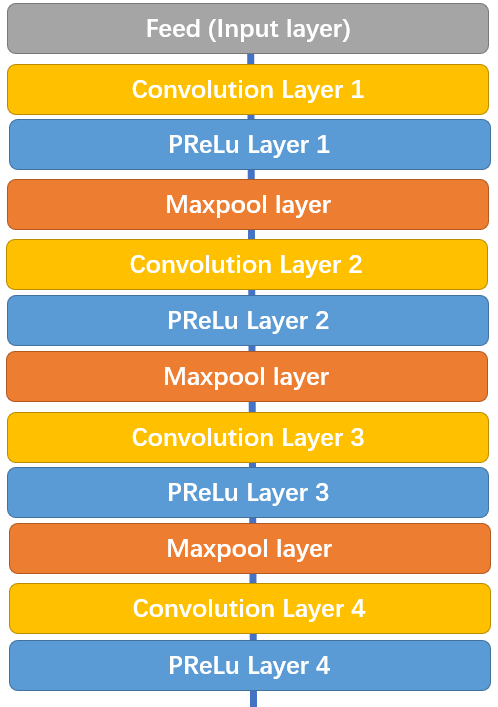 Feed (Input layer)
Convolution Layer 1
PReLu Layer 1
Maxpool layer
Convolution Layer 2
PReLu Layer 2
Maxpool layer
Convolution Layer 3
PReLu Layer 3
Maxpool layer
Convolution Layer 4
PReLu Layer 4